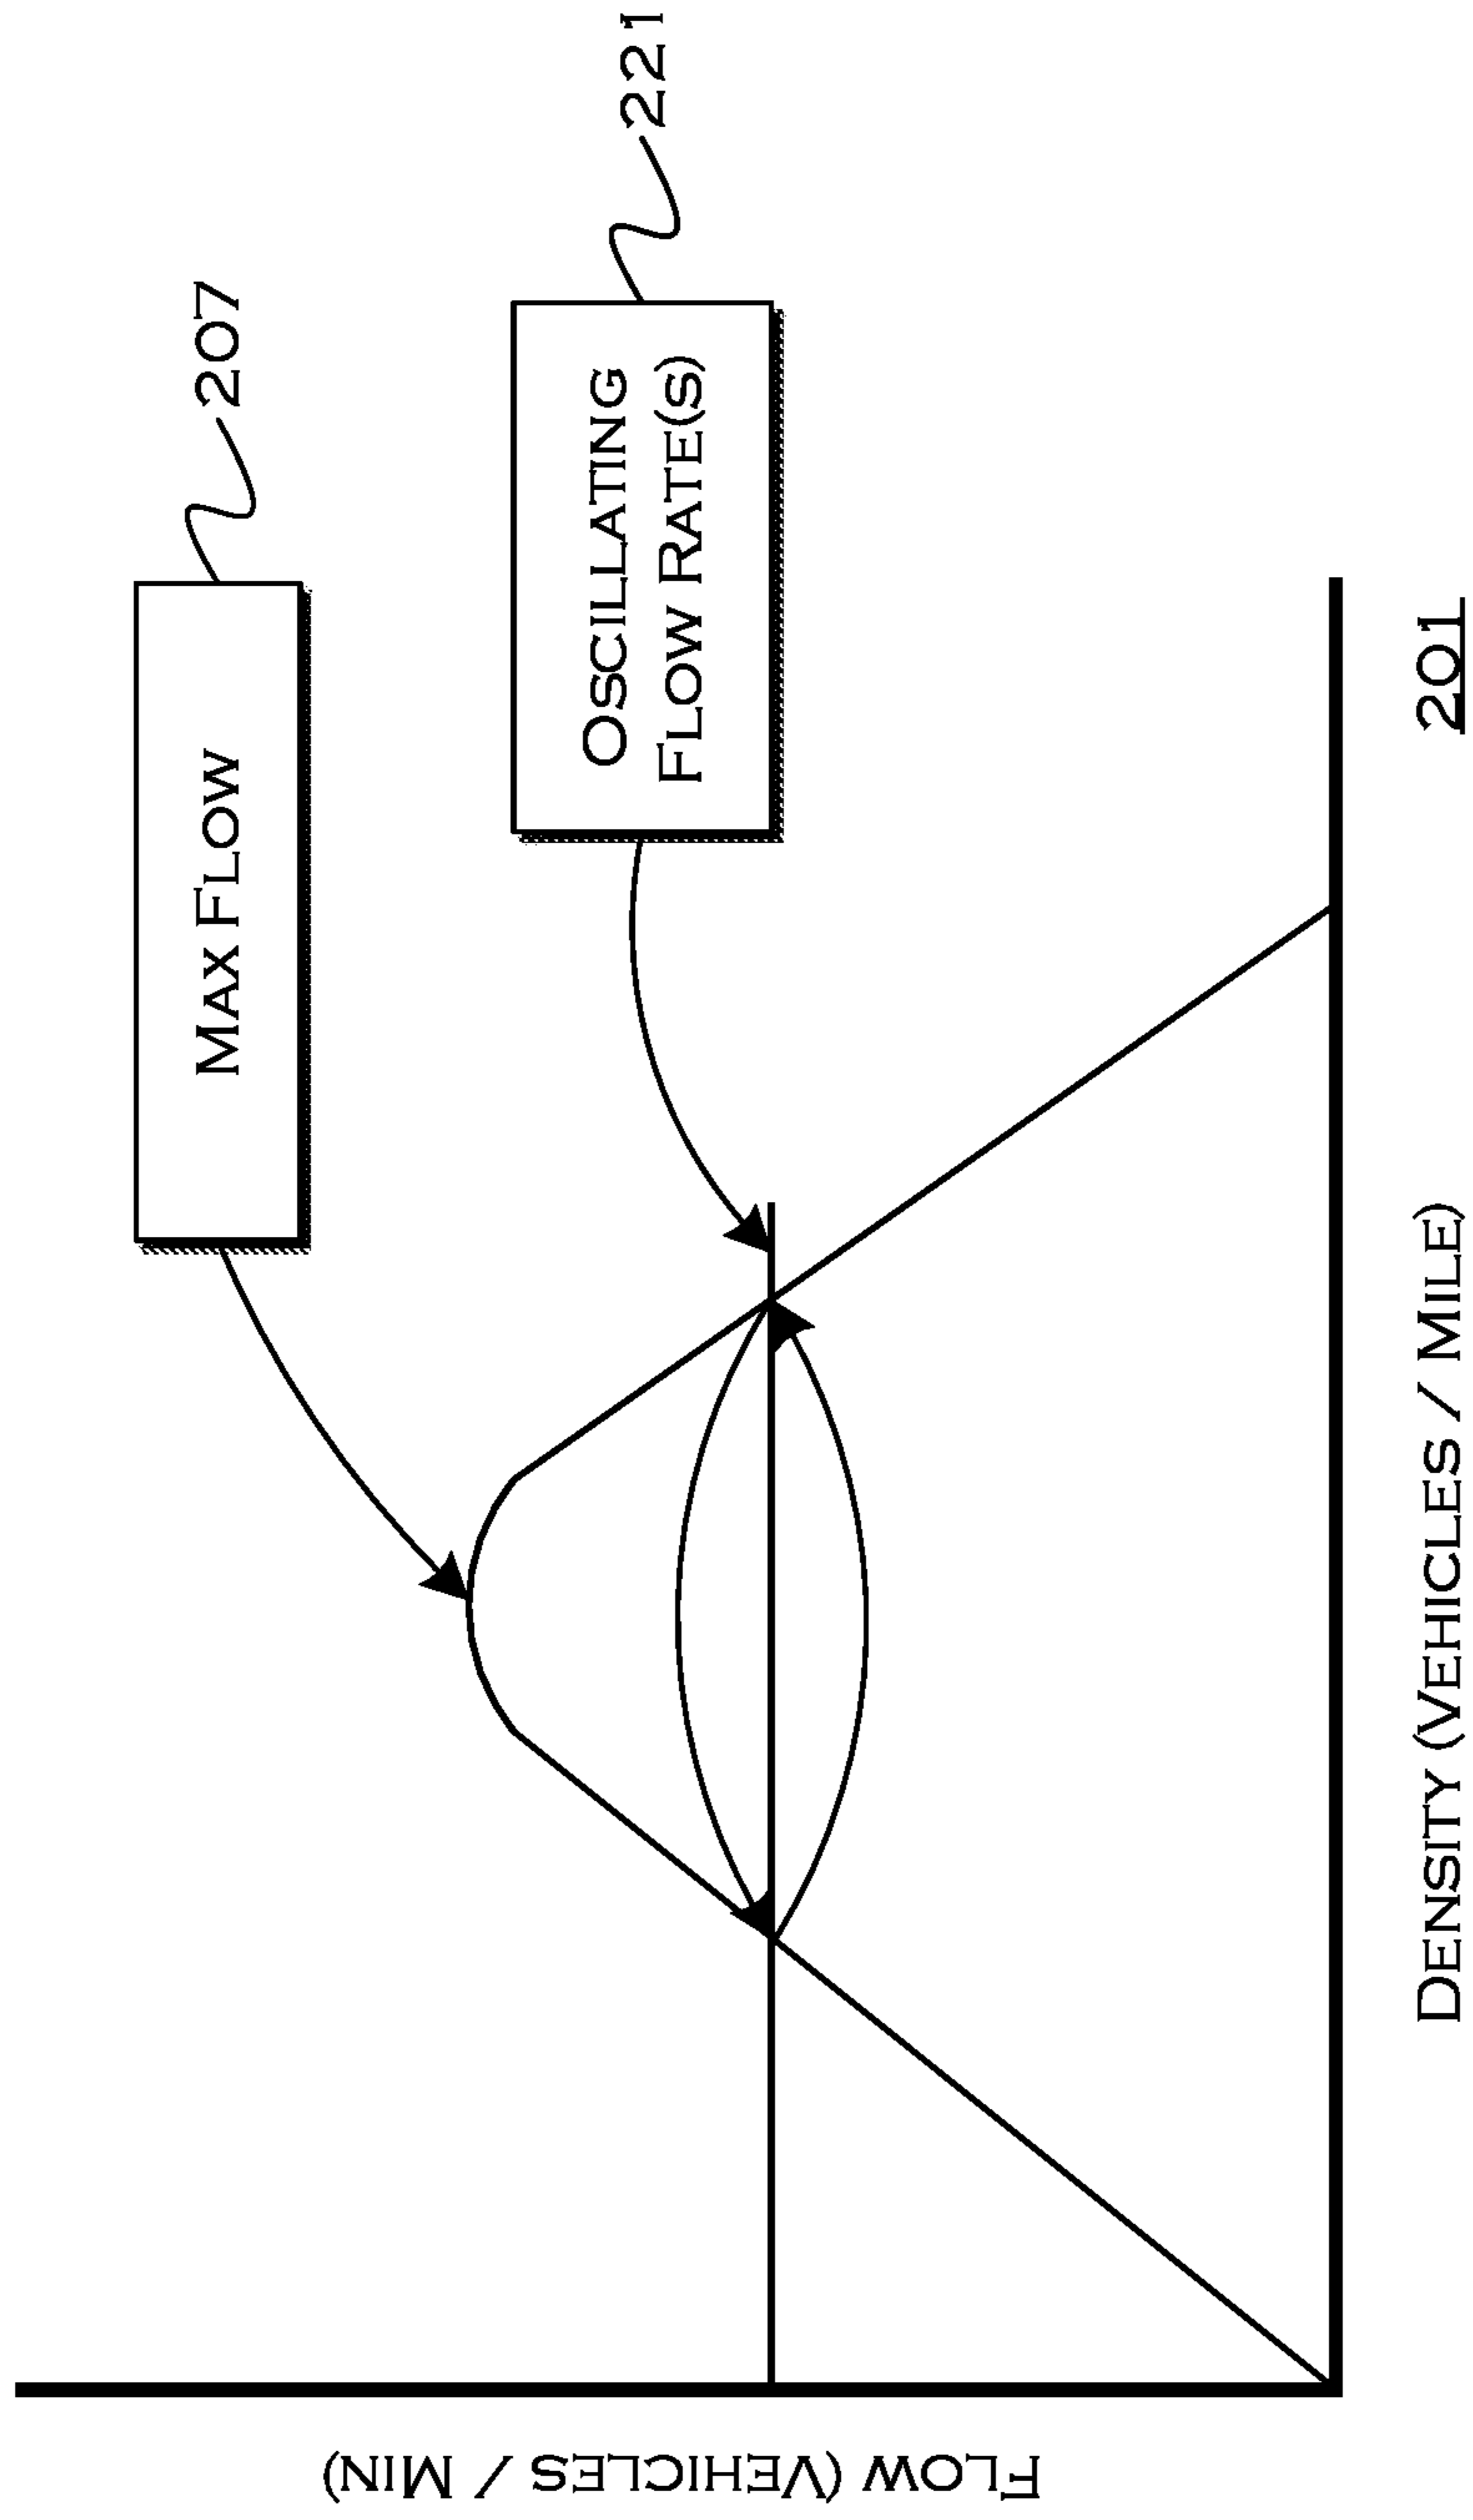 207
MAX FLOW
221
OSCILLATING
FLOW RATE(S)
FLOW (VEHICLES / MIN)
DENSITY (VEHICLES / MILE)
201